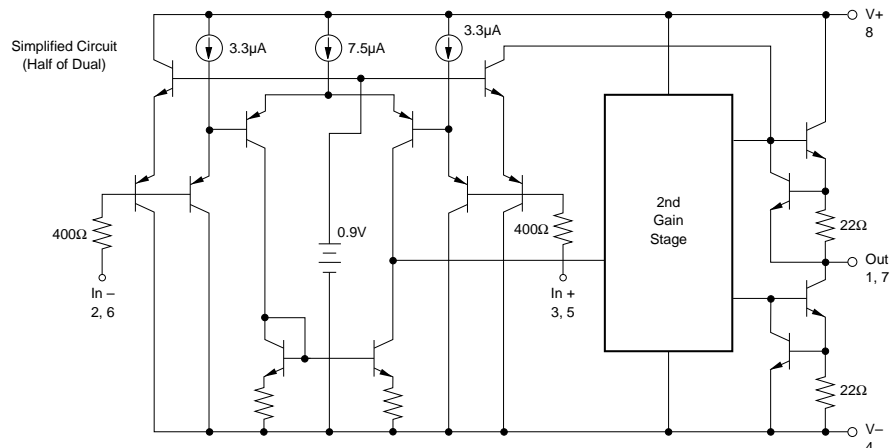 Simplified Circuit
(Half of Dual)
3.3µA
7.5µA
3.3µA
V+
8
400Ω
In –
2, 6
0.9V
400Ω
In +
3, 5
2nd
Gain
Stage
22Ω
Out
1, 7
22Ω
V–
4